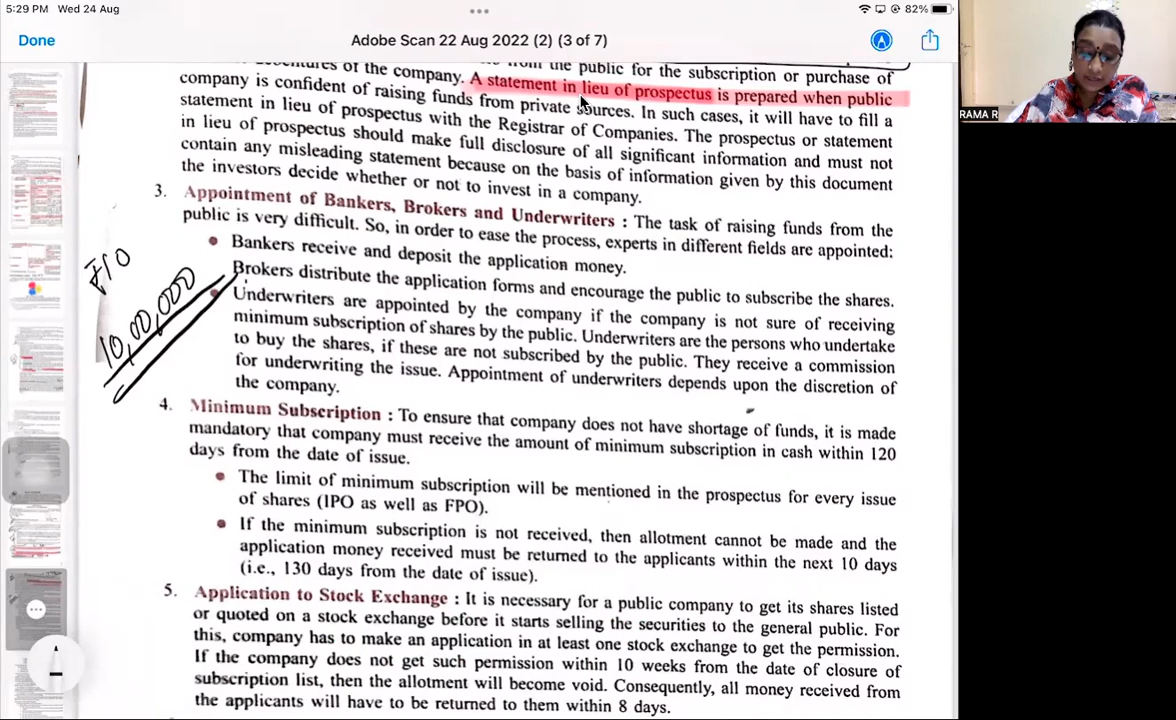 5:29 PM Wed 24 Aug
82%
Done
Adobe Scan 22 Aug 2022 (2) (3 of 7)
from the public for the subscription or purchase of
of the company. A statement in lieu of prospectus is prepared when public
company is confident of raising funds from private sources. In such cases, it will have to fill a
statement in lieu of prospectus with the Registrar of Companies. The prospectus or statement
in lieu of prospectus should make full disclosure of all significant information and must not
contain any misleading statement because on the basis of information given by this document
the investors decide whether or not to invest in a company.
3. Appointment of Bankers, Brokers and Underwriters : The task of raising funds from the
public is very difficult. So, in order to ease the process, experts in different fields are appointed:
• Bankers receive and deposit the application money.
Brokers distribute the application forms and encourage the public to subscribe the shares.
• Underwriters are appointed by the company if the company is not sure of receiving
minimum subscription of shares by the public. Underwriters are the persons who undertake
to buy the shares, if these are not subscribed by the public. They receive a commission
for underwriting the issue. Appointment of underwriters depends upon the discretion of
the company.
4. Minimum Subscription : To ensure that company does not have shortage of funds, it is made
mandatory that company must receive the amount of minimum subscription in cash within 120
days from the date of issue.
• The limit of minimum subscription will be mentioned in the prospectus for every issue
of shares (IPO as well as FPO).
• If the minimum subscription is not received, then allotment cannot be made and the
application money received must be returned to the applicants within the next 10 days
(i.e., 130 days from the date of issue).
5. Application to Stock Exchange : It is necessary for a public company to get its shares listed
or quoted on a stock exchange before it starts selling the securities to the general public. For
this, company has to make an application in at least one stock exchange to get the permission.
If the company does not get such permission within 10 weeks from the date of closure of
subscription list, then the allotment will become void. Consequently, all money received from
the applicants will have to be returned to them within 8 days.
₹10
10,00,000
RAMA R